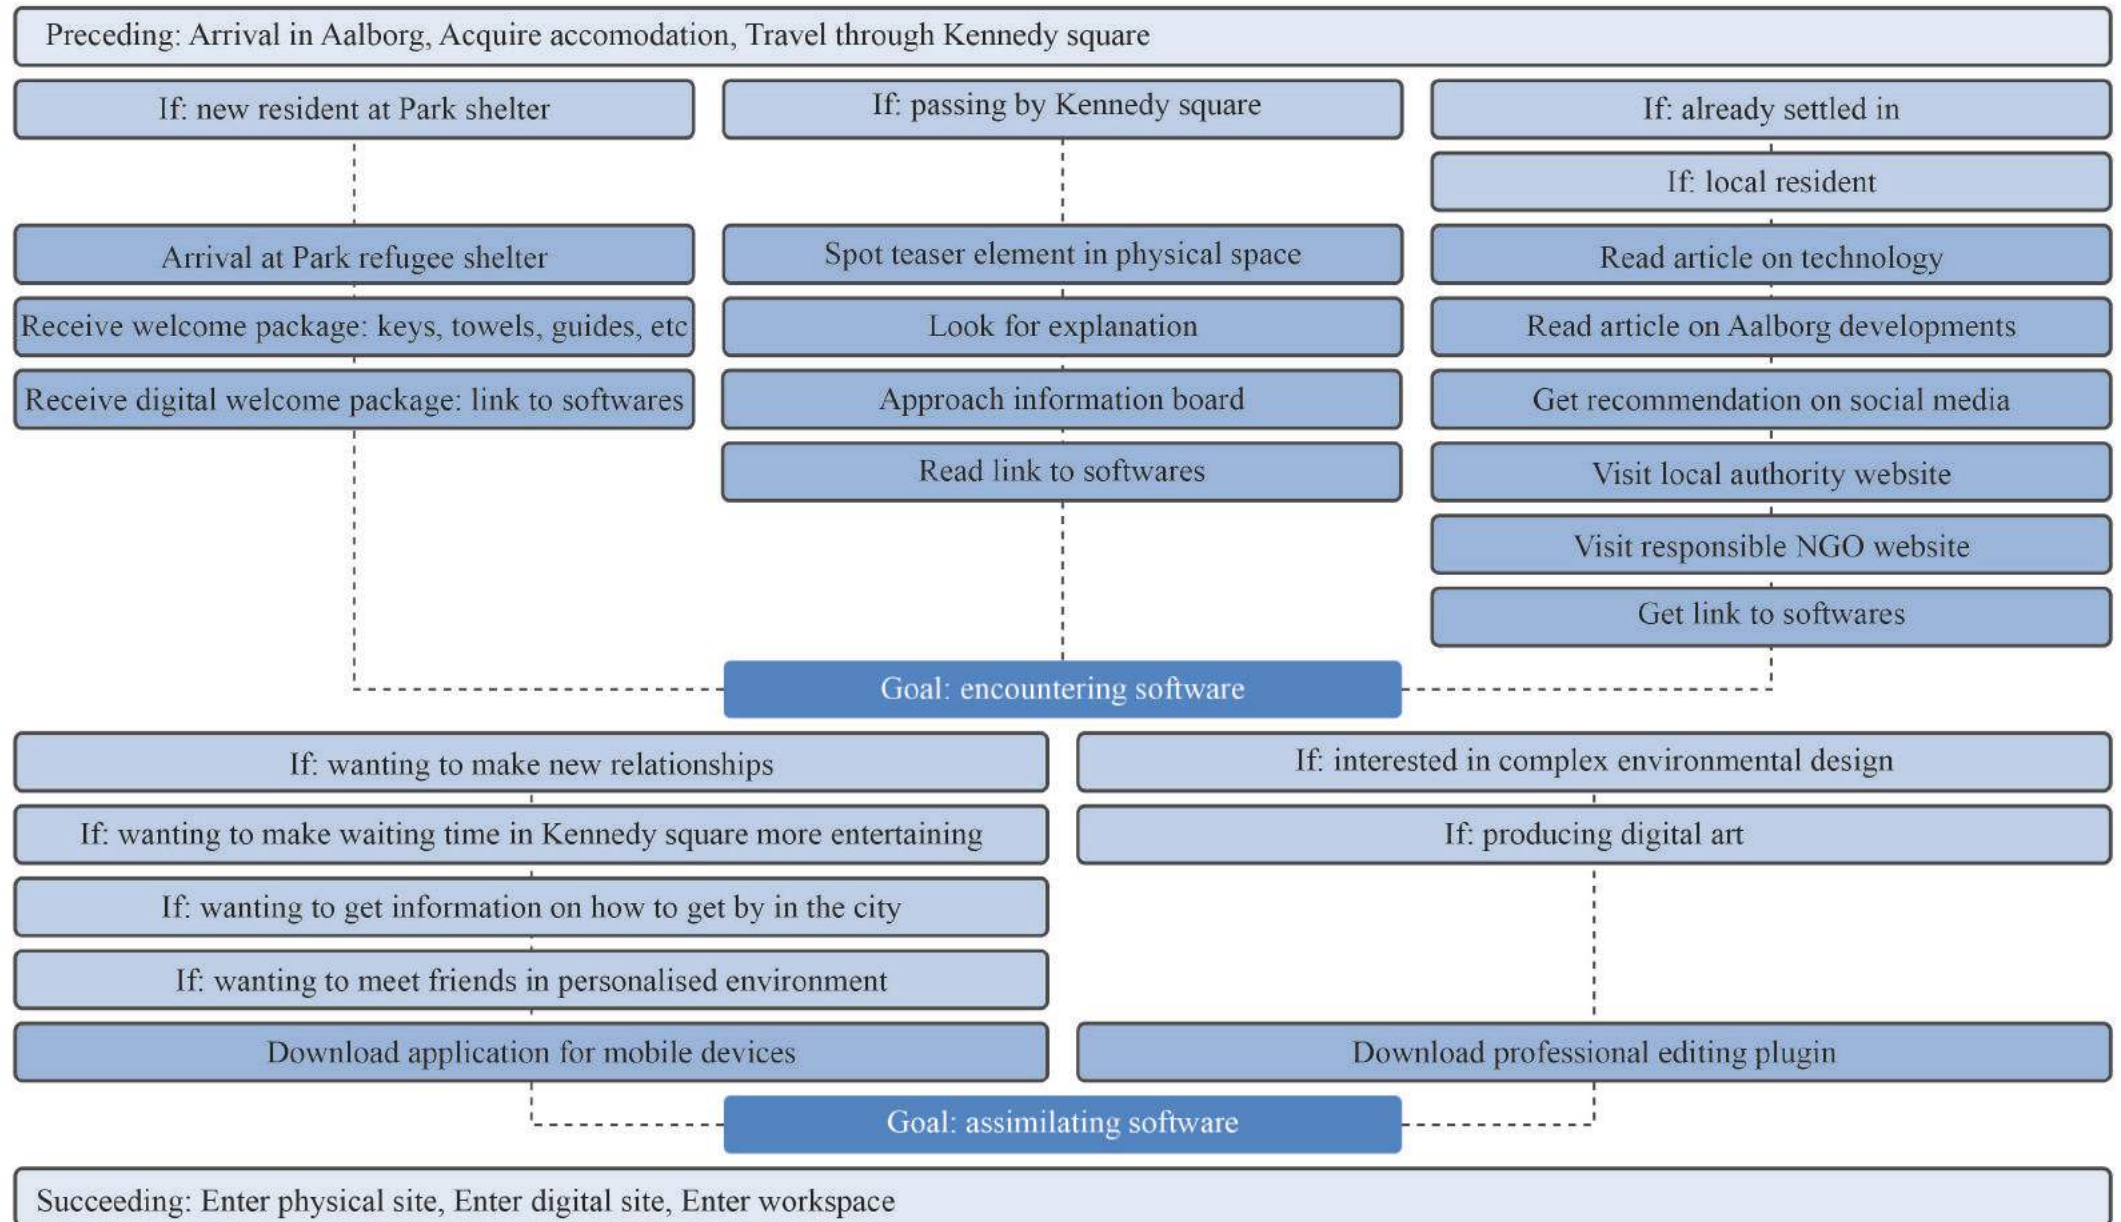 Preceding: Arrival in Aalborg, Acquire accomodation, Travel through Kennedy square
If: new resident at Park shelter
Arrival at Park refugee shelter
Receive welcome package: keys, towels, guides, etc
Receive digital welcome package: link to softwares
If: passing by Kennedy square
Spot teaser element in physical space
Look for explanation
Approach information board
Read link to softwares
If: already settled in
If: local resident
Read article on technology
Read article on Aalborg developments
Get recommendation on social media
Visit local authority website
Visit responsible NGO website
Get link to softwares
Goal: encountering software
If: wanting to make new relationships
If: wanting to make waiting time in Kennedy square more entertaining
If: wanting to get information on how to get by in the city
If: wanting to meet friends in personalised environment
Download application for mobile devices
If: interested in complex environmental design
If: producing digital art
Download professional editing plugin
Goal: assimilating software
Succeeding: Enter physical site, Enter digital site, Enter workspace